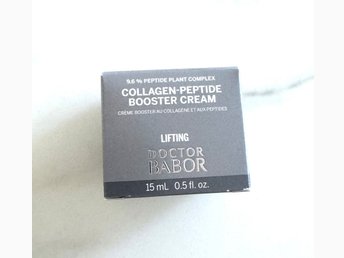 9.6 % PEPTIDE PLANT COMPLEX
COLLAGEN-PEPTIDE
BOOSTER CREAM
CRÈME BOOSTER AU COLLAGÈNE ET AUX PEPTIDES
LIFTING
DOCTOR
BABOR
15 mL 0.5 fl. oz.